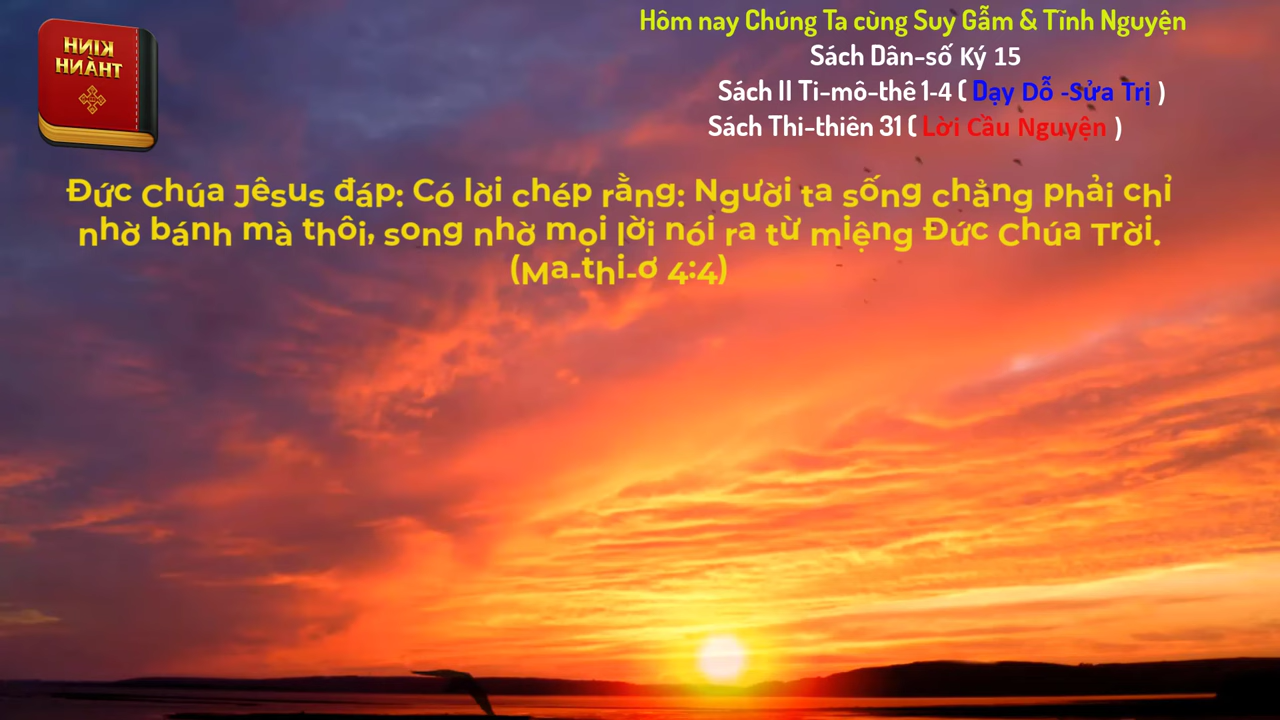 KINH
THÀNH
Hôm nay Chúng Ta cùng Suy Gẫm & Tĩnh Nguyện
Sách Dân-số Ký 15
Sách II Ti-mô-thê 1-4 ( Dạy Dỗ -Sửa Trị )
Sách Thi-thiên 31 ( Lời Cầu Nguyện )
Đức Chúa Jêsus đáp: Có lời chép rằng: Người ta sống chẳng phải chỉ
nhờ bánh mà thôi, song nhờ mọi lời nói ra từ miệng Đức Chúa Trời.
(Ma-thi-ơ 4:4)